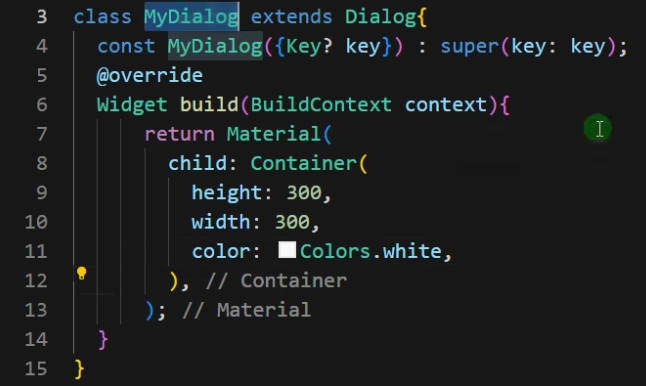 3 class MyDialog extends Dialog{
4 const MyDialog({Key? key}) : super(key: key);
5 @override
6 Widget build(BuildContext context){
7 return Material(
8 child: Container(
9 height: 300,
10 width: 300,
11 color: Colors.white,
12 ), // Container
13 ); // Material
14 }
15 }